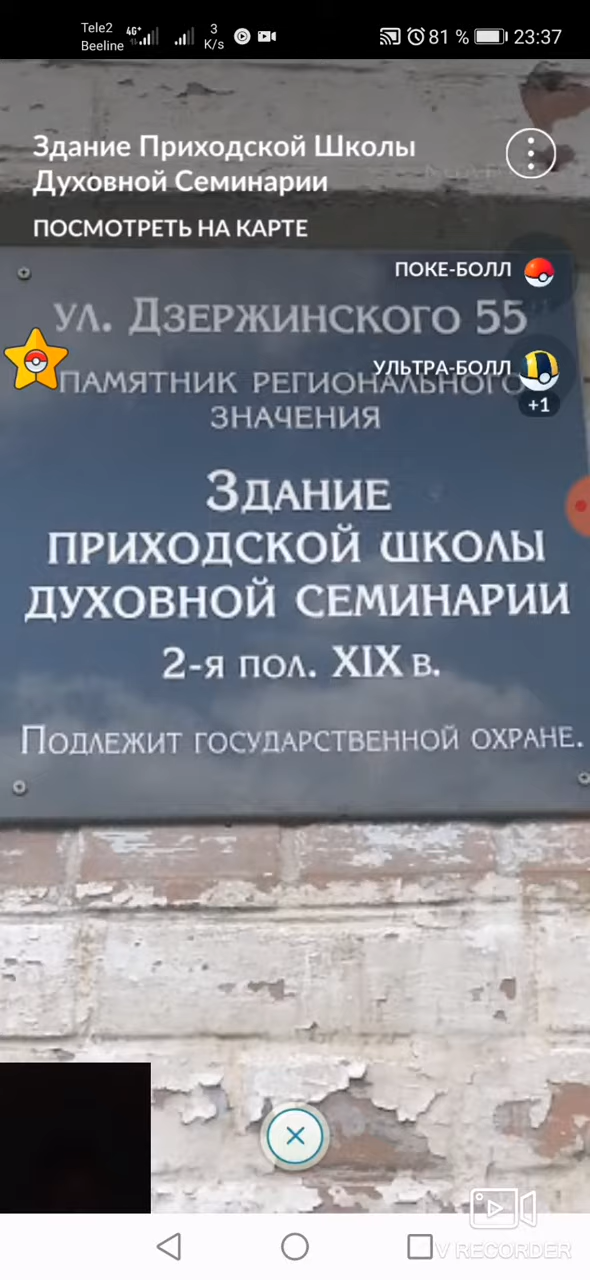 Tele2
Beeline
4G+
3
K/s
81 %
23:37
Здание Приходской Школы
Духовной Семинарии
ПОСМОТРЕТЬ НА КАРТЕ
ПОКЕ-БОЛЛ
ул. Дзержинского 55
УЛЬТРА-БОЛЛ
+1
Памятник регионального
значения
Здание
приходской школы
духовной семинарии
2-я пол. XIX в.
Подлежит государственной охране.
V RECORDER